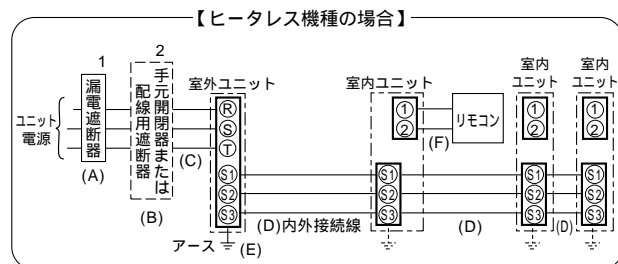 【ヒータレス機種の場合】
1
2
漏電遮断器
手元開閉器または
配線用遮断器
ユニット
電源
(A)
(B)
(C)
室外ユニット
R
S
T
S1
S2
S3
アース
(E)
(D)内外接続線
室内ユニット
1
2
S1
S2
S3
(F)
リモコン
(D)
室内
ユニット
1
2
S1
S2
S3
(D)
室内
ユニット
1
2
S1
S2
S3